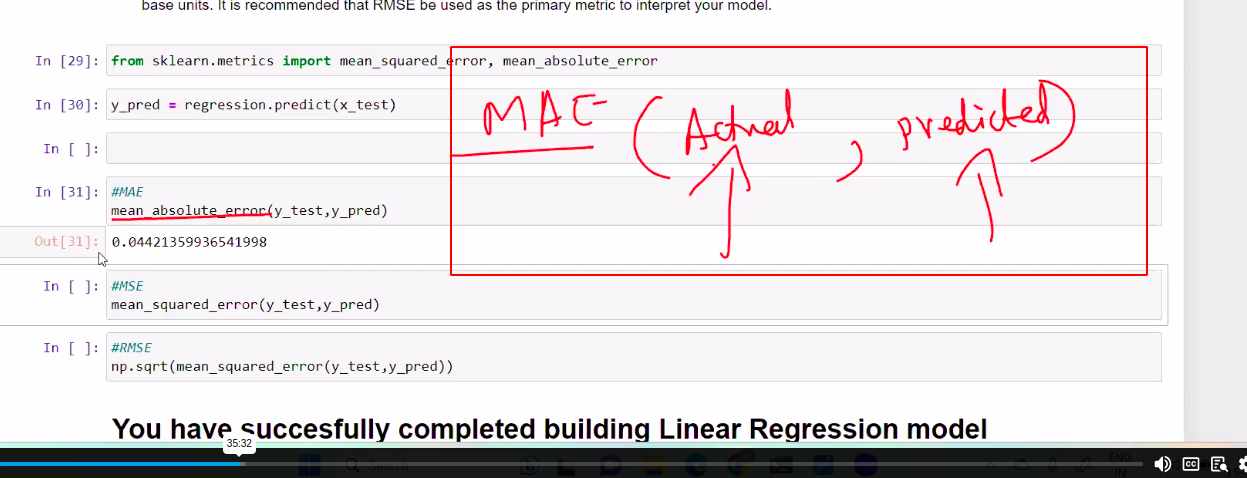 base units. It is recommended that RMSE be used as the primary metric to interpret your model.
In [29]: from sklearn.metrics import mean_squared_error, mean_absolute_error
In [30]: y_pred = regression.predict(x_test)
MAE (Actual, predicted)
In [ ]:
In [31]: #MAE
mean_absolute_error(y_test,y_pred)
Out[31]: 0.04421359936541998
In [ ]: #MSE
mean_squared_error(y_test,y_pred)
In [ ]: #RMSE
np.sqrt(mean_squared_error(y_test,y_pred))
You have succesfully completed building Linear Regression model
35:32
Search
ENG
IN
CC